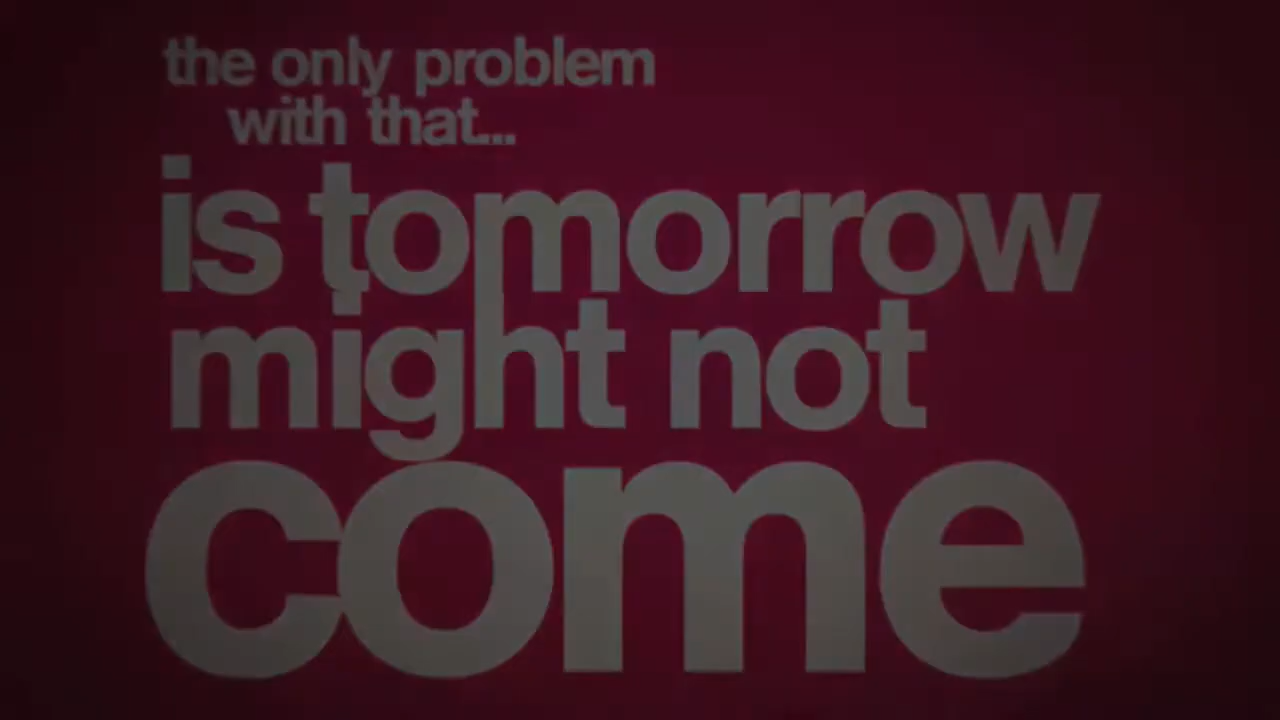 the only problem
with that...
is tomorrow
might not
come